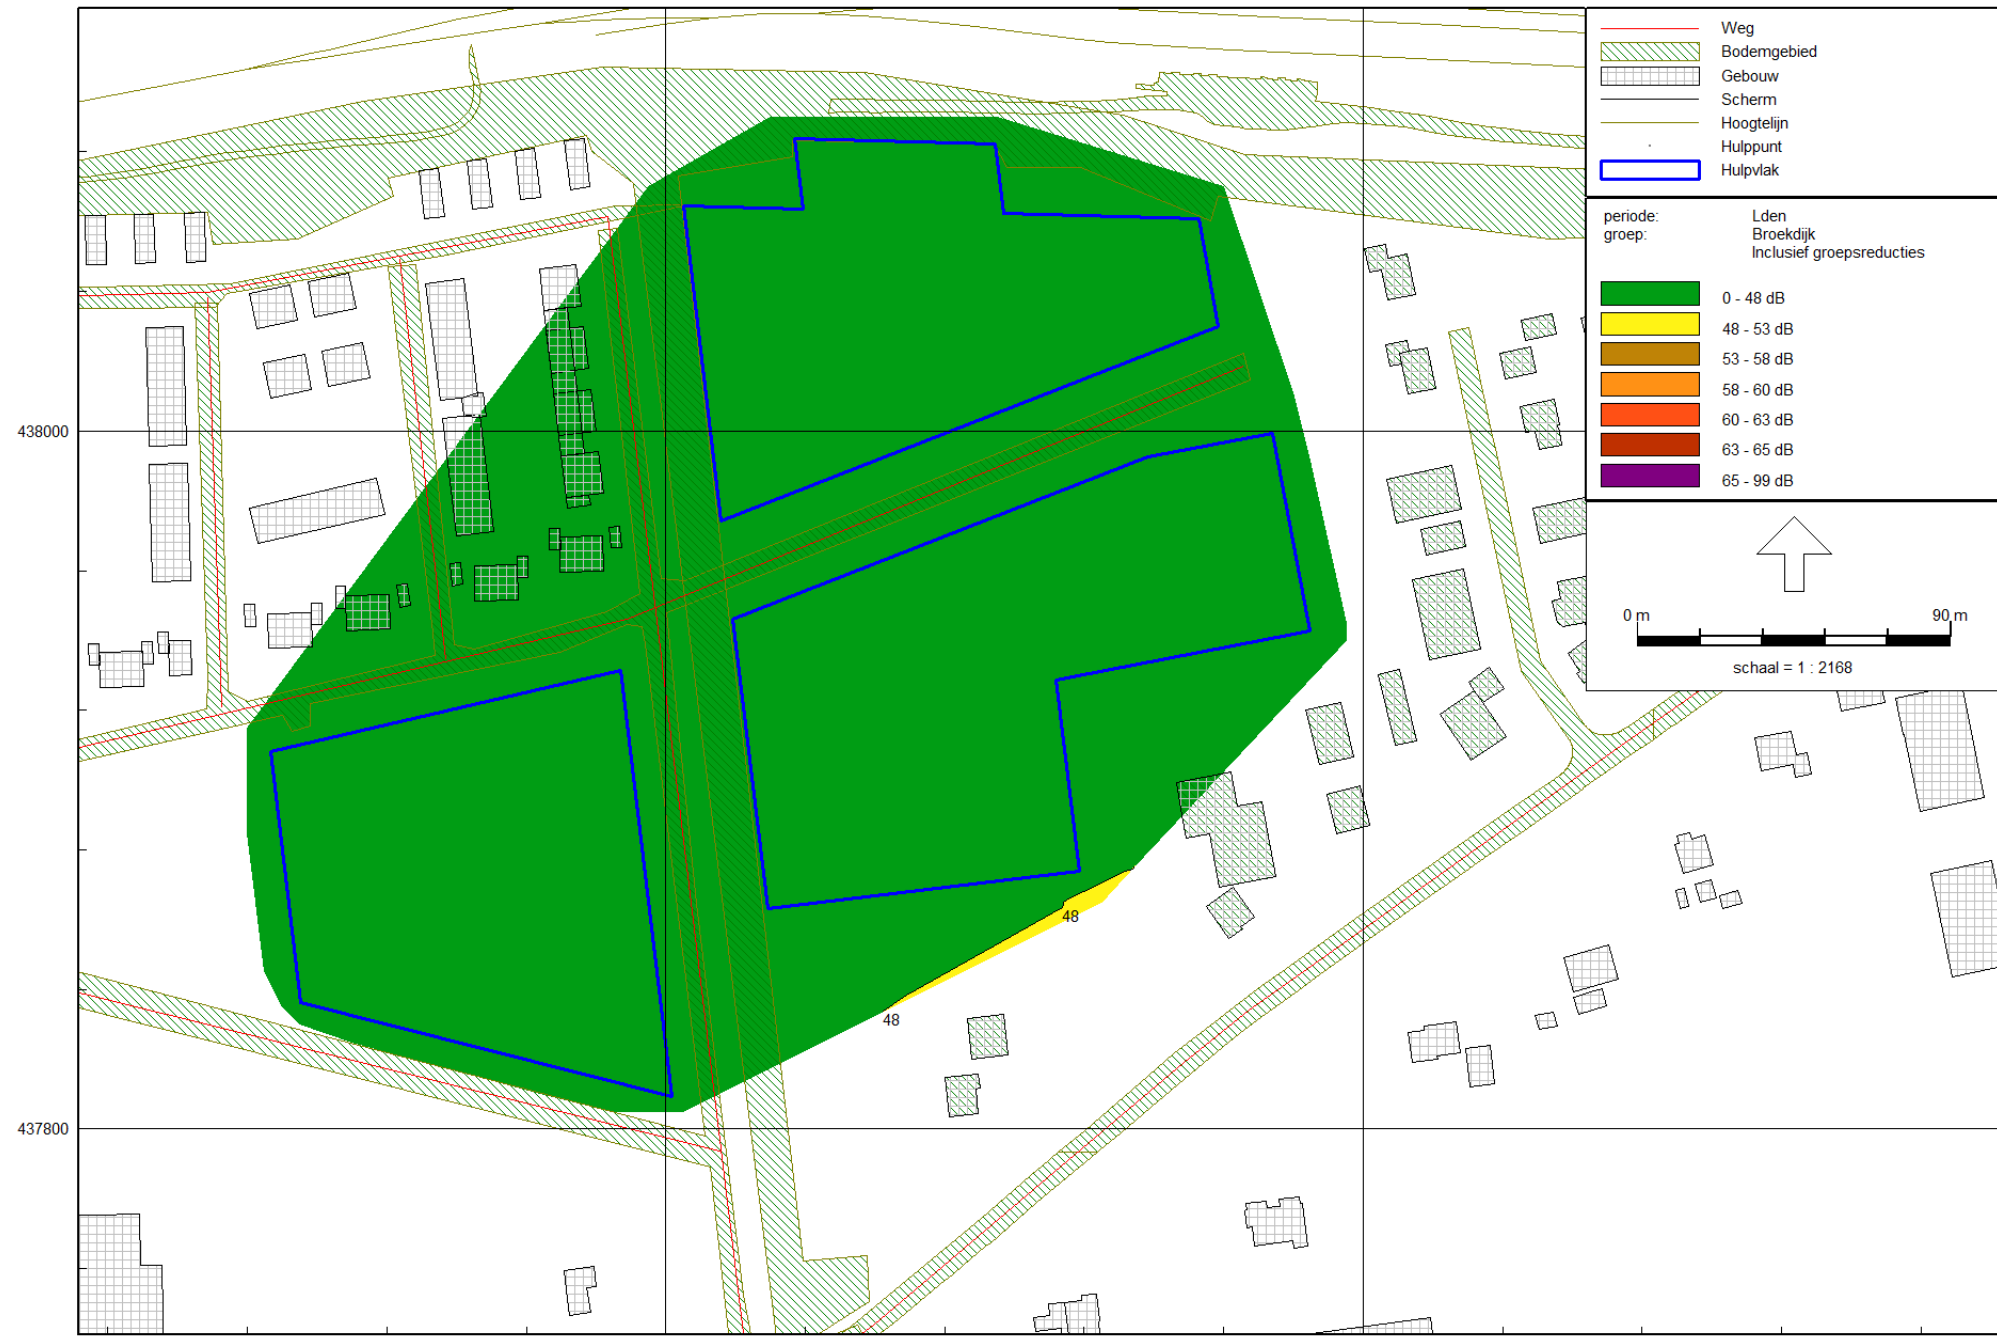 Weg
Bodemgebied
Gebouw
Scherm
Hoogtelijn
Hulppunt
Hulpvlak
periode: Lden
groep: Broekdijk
Inclusief groepsreducties
0 - 48 dB
48 - 53 dB
53 - 58 dB
58 - 60 dB
60 - 63 dB
63 - 65 dB
65 - 99 dB
0 m 90 m
schaal = 1 : 2168
438000
48
48
437800